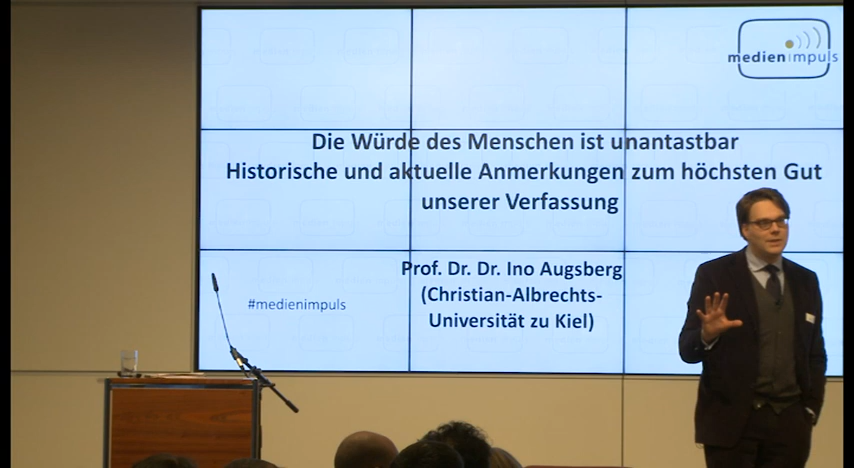 medienimpuls
Die Würde des Menschen ist unantastbar
Historische und aktuelle Anmerkungen zum höchsten Gut
unserer Verfassung
Prof. Dr. Dr. Ino Augsberg
(Christian-Albrechts-
Universität zu Kiel)
#medienimpuls